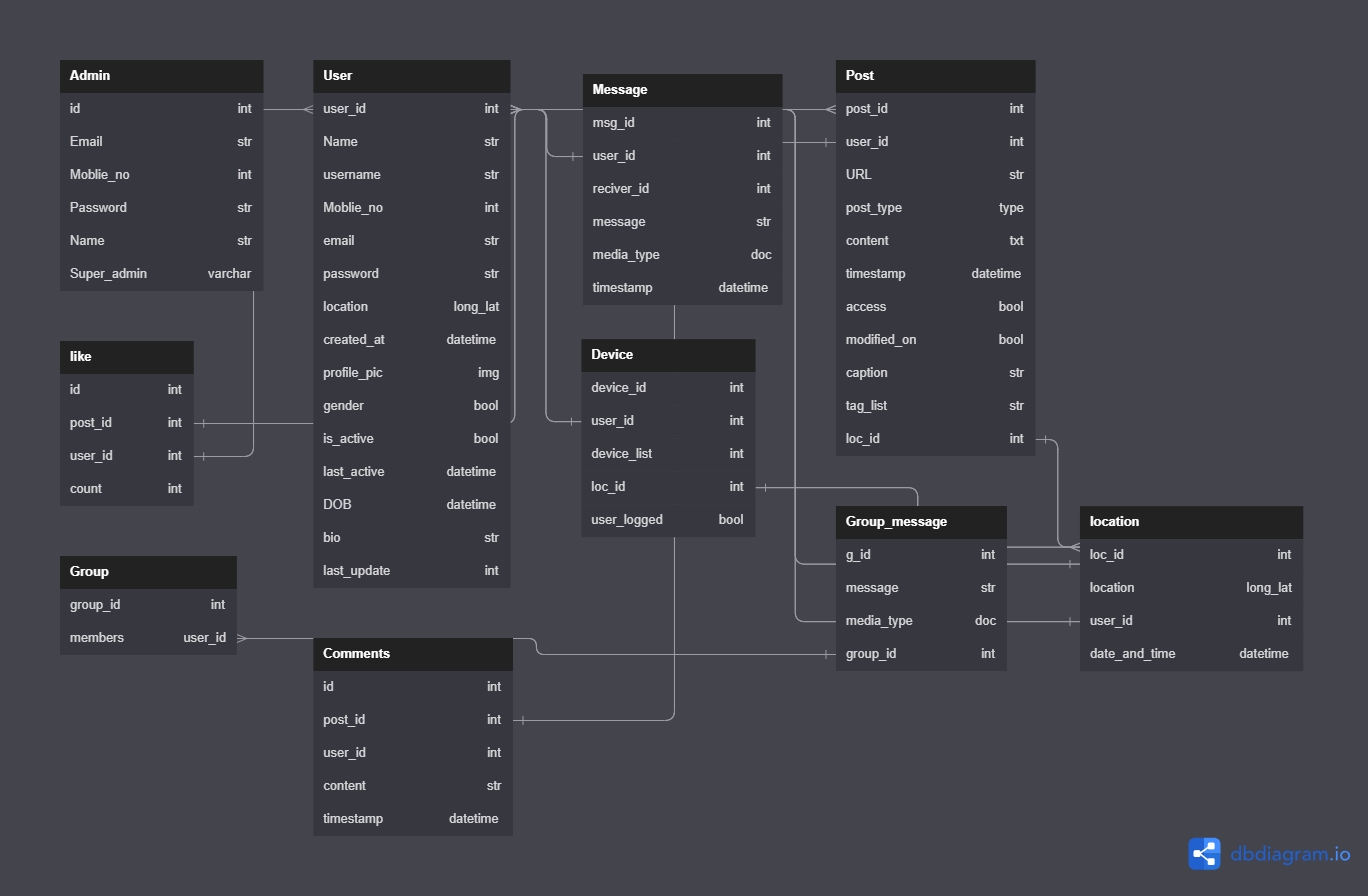 Admin
id int
Email str
Moblie_no int
Password str
Name str
Super_admin varchar
User
user_id int
Name str
username str
Moblie_no int
email str
password str
location long_lat
created_at datetime
profile_pic img
gender bool
is_active bool
last_active datetime
DOB datetime
bio str
last_update int
Message
msg_id int
user_id int
reciver_id int
message str
media_type doc
timestamp datetime
Post
post_id int
user_id int
URL str
post_type type
content txt
timestamp datetime
access bool
modified_on bool
caption str
tag_list str
loc_id int
like
id int
post_id int
user_id int
count int
Device
device_id int
user_id int
device_list int
loc_id int
user_logged bool
Group_message
g_id int
message str
media_type doc
group_id int
location
loc_id int
location long_lat
user_id int
date_and_time datetime
Group
group_id int
members user_id
Comments
id int
post_id int
user_id int
content str
timestamp datetime
dbdiagram.io